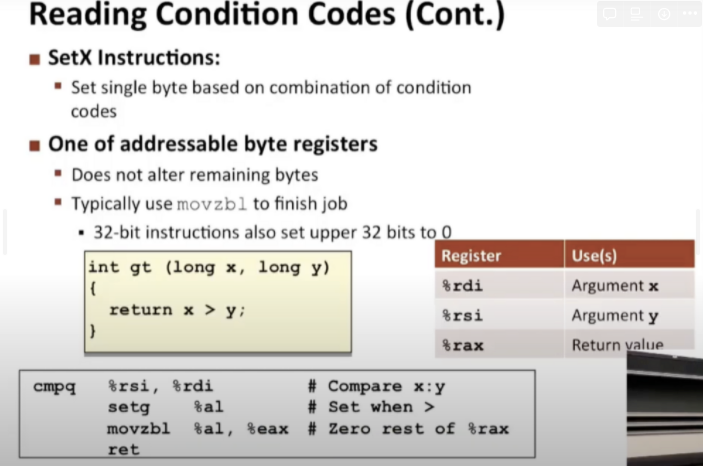 Reading Condition Codes (Cont.)
SetX Instructions:
Set single byte based on combination of condition
codes
One of addressable byte registers
Does not alter remaining bytes
Typically use movzbl to finish job
32-bit instructions also set upper 32 bits to 0
int gt (long x, long y)
{
return x > y;
}
Register Use(s)
%rdi Argument x
%rsi Argument y
%rax Return value
cmpq %rsi, %rdi # Compare x:y
setg %al # Set when >
movzbl %al, %eax # Zero rest of %rax
ret